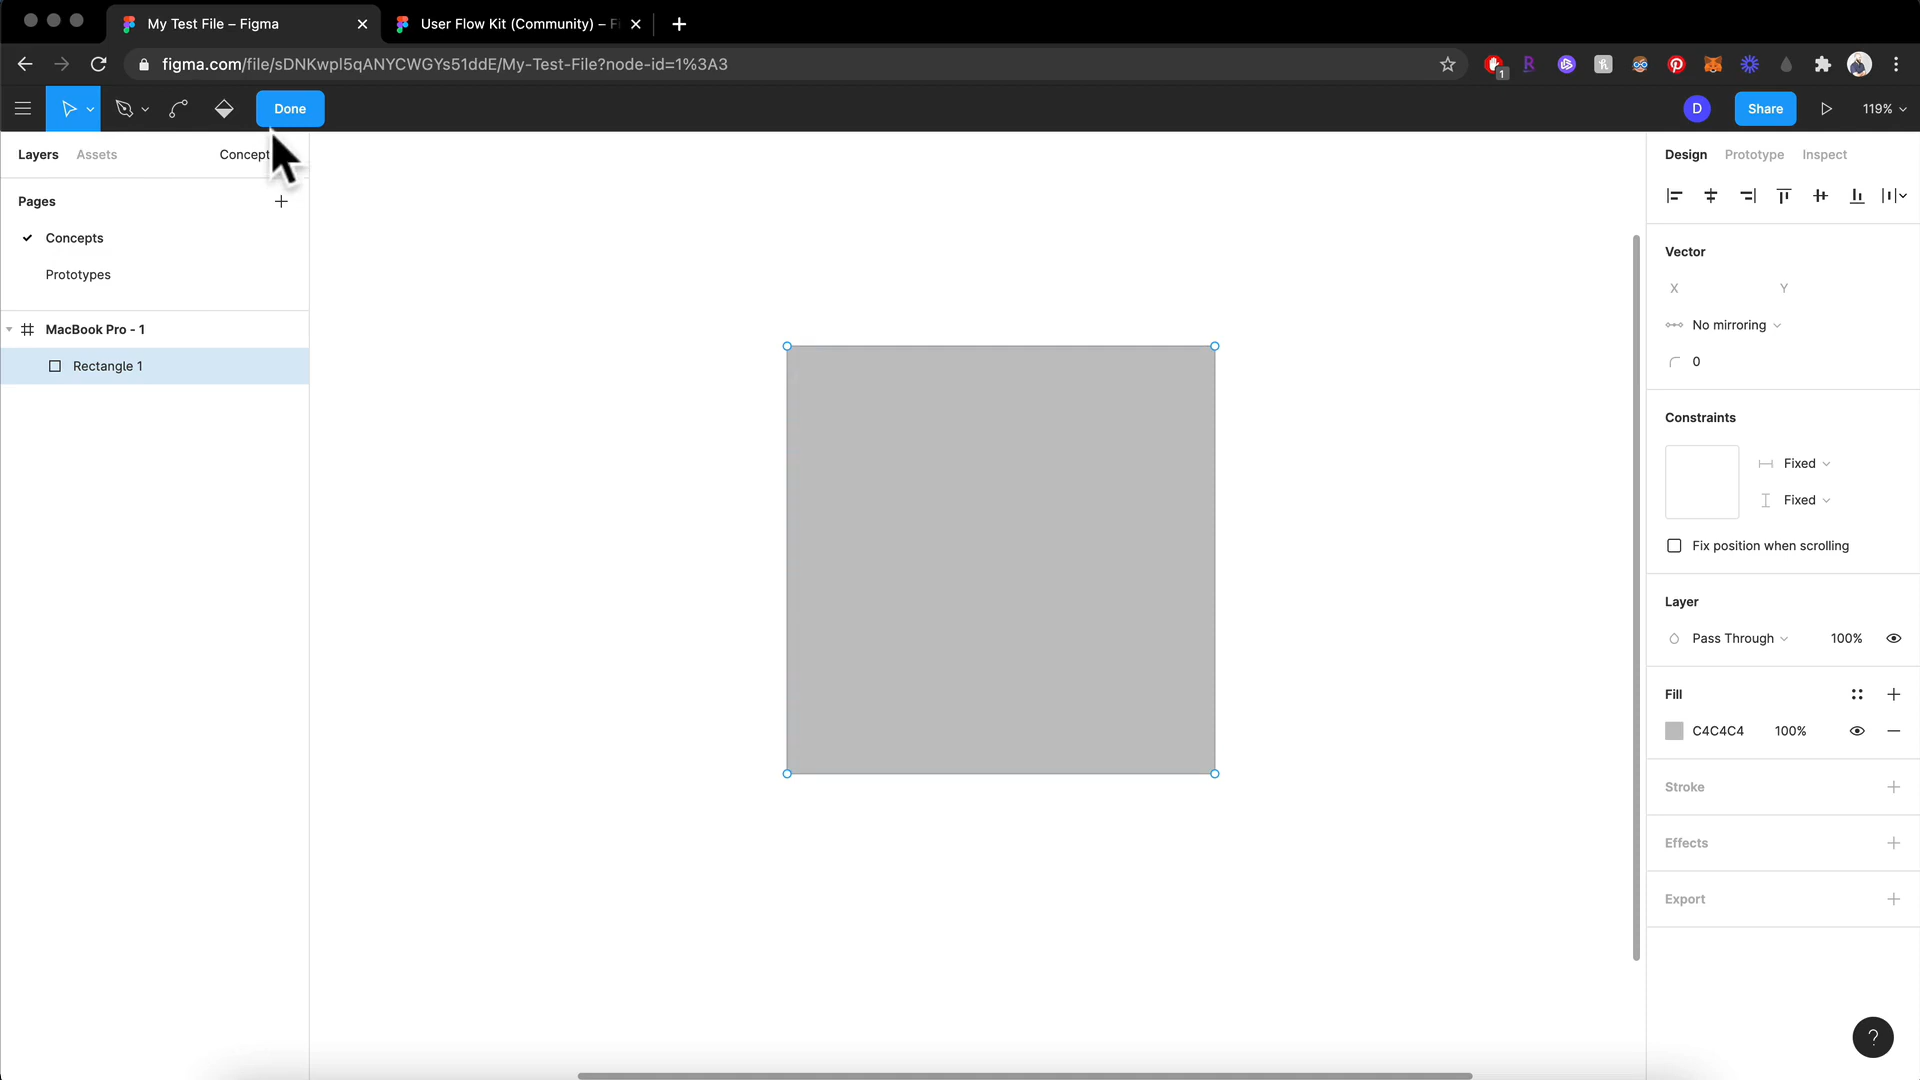 My Test File – Figma
User Flow Kit (Community) – Fi
figma.com/file/sDNKwpl5qANYCWGYs51ddE/My-Test-File?node-id=1%3A3
1
Done
D
Share
119%
Layers
Assets
Concept
Pages
Concepts
Prototypes
MacBook Pro - 1
Rectangle 1
Design
Prototype
Inspect
Vector
X
Y
No mirroring
0
Constraints
Fixed
Fixed
Fix position when scrolling
Layer
Pass Through
100%
Fill
C4C4C4
100%
Stroke
Effects
Export
?